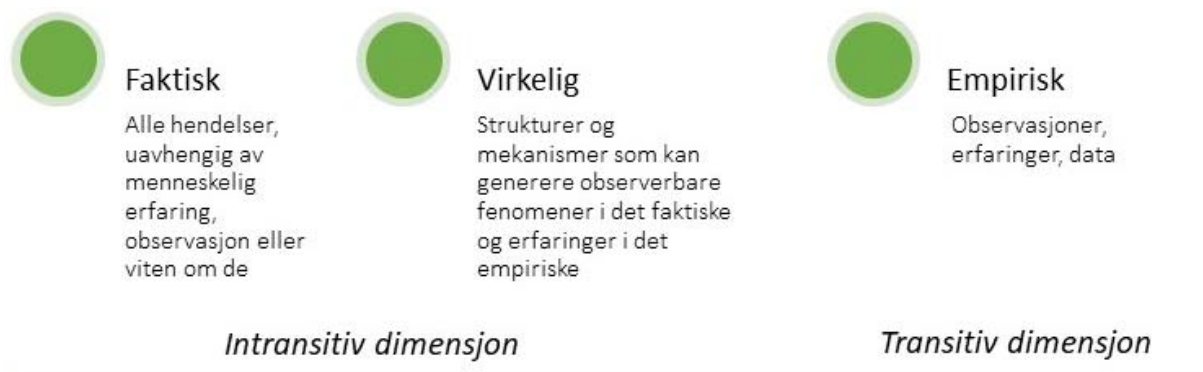 Faktisk
Alle hendelser,
uavhengig av
menneskelig
erfaring,
observasjon eller
viten om de
Virkelig
Strukturer og
mekanismer som kan
generere observerbare
fenomener i det faktiske
og erfaringer i det
empiriske
Intransitiv dimensjon
Empirisk
Observasjoner,
erfaringer, data
Transitiv dimensjon